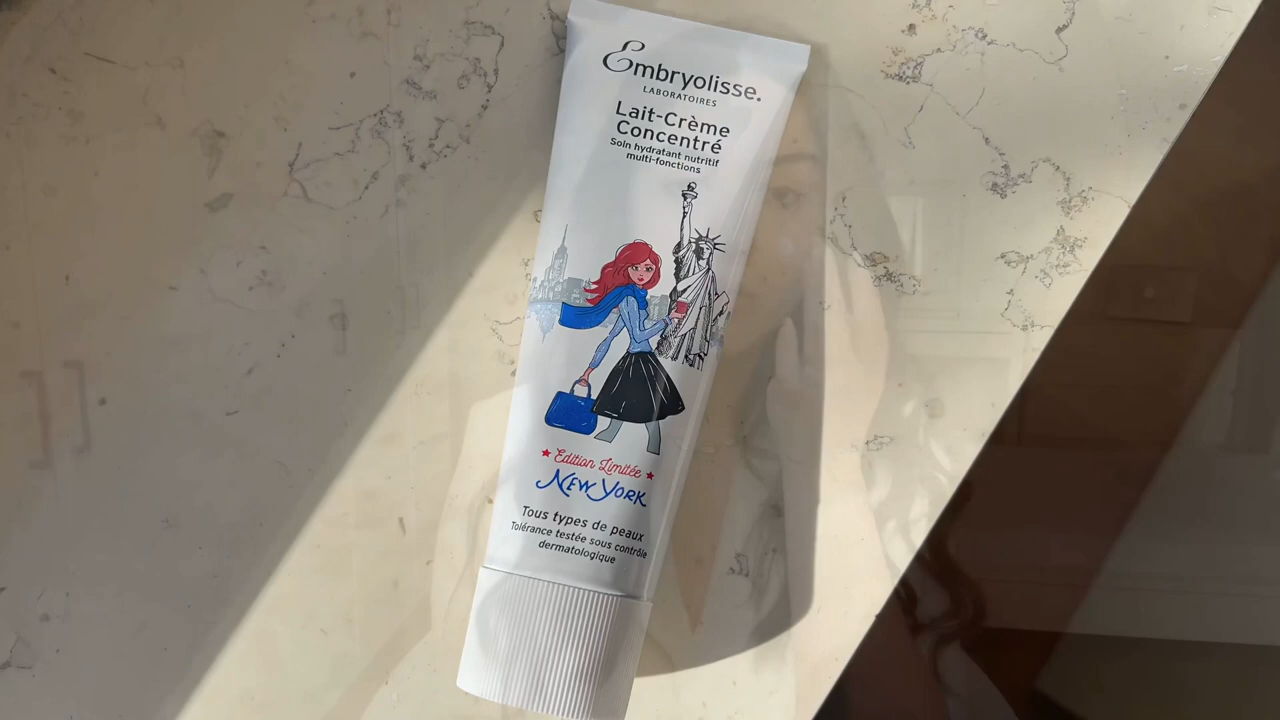 Embryolisse.
LABORATOIRES
Lait-Crème
Concentré
Soin hydratant nutritif
multi-fonctions
Edition Limitée
NEW YORK
Tous types de peaux
Tolérance testée sous contrôle
dermatologique